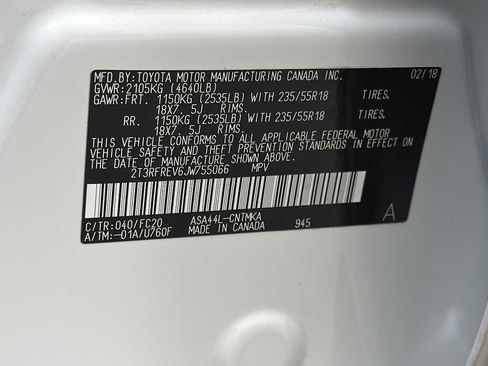 MFD.BY:TOYOTA MOTOR MANUFACTURING CANADA INC. 02/18
GVWR:2105KG (4640LB)
GAWR:FRT. 1150KG (2535LB) WITH 235/55R18 TIRES,
18X7. 5J RIMS.
RR. 1150KG (2535LB) WITH 235/55R18 TIRES,
18X7. 5J RIMS.
THIS VEHICLE CONFORMS TO ALL APPLICABLE FEDERAL MOTOR
VEHICLE SAFETY, BUMPER, AND THEFT PREVENTION STANDARDS
IN EFFECT ON THE DATE OF MANUFACTURE SHOWN ABOVE.
2T3RFREV6JW755066 MPV
C/TR:040/FC20 ASA44L-CNTMKA A
A/TM:-01A/U760F MADE IN CANADA 945